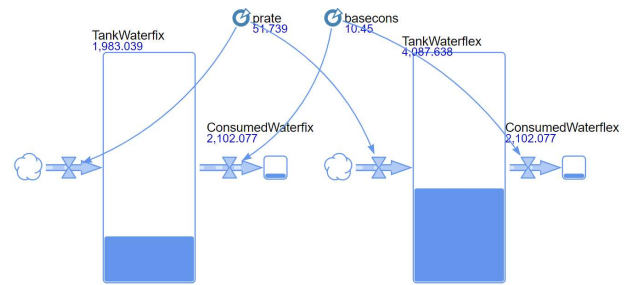 prate
51.739
basecons
10.45
TankWaterfix
1,983.039
TankWaterflex
4,087.638
ConsumedWaterfix
2,102.077
ConsumedWaterflex
2,102.077